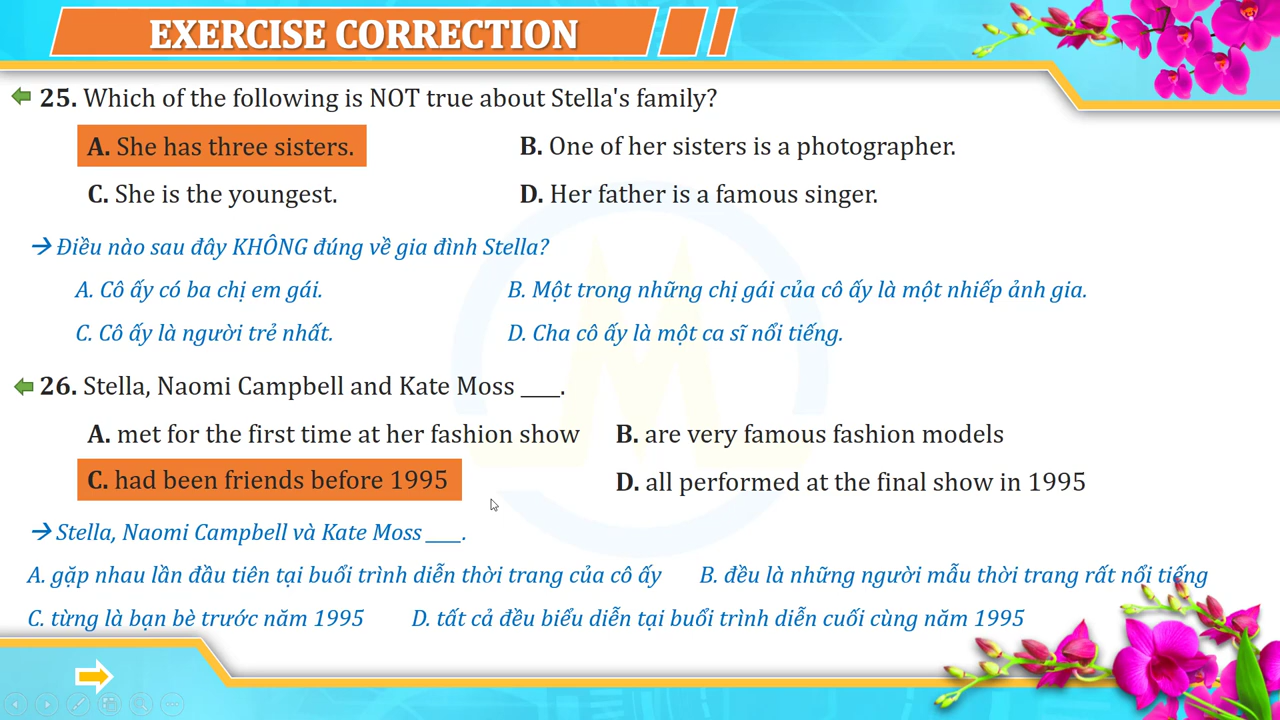 EXERCISE CORRECTION
25. Which of the following is NOT true about Stella's family?
A. She has three sisters. B. One of her sisters is a photographer.
C. She is the youngest. D. Her father is a famous singer.
→ Điều nào sau đây KHÔNG đúng về gia đình Stella?
A. Cô ấy có ba chị em gái. B. Một trong những chị gái của cô ấy là một nhiếp ảnh gia.
C. Cô ấy là người trẻ nhất. D. Cha cô ấy là một ca sĩ nổi tiếng.
26. Stella, Naomi Campbell and Kate Moss ____.
A. met for the first time at her fashion show B. are very famous fashion models
C. had been friends before 1995 D. all performed at the final show in 1995
→ Stella, Naomi Campbell và Kate Moss ____.
A. gặp nhau lần đầu tiên tại buổi trình diễn thời trang của cô ấy B. đều là những người mẫu thời trang rất nổi tiếng
C. từng là bạn bè trước năm 1995 D. tất cả đều biểu diễn tại buổi trình diễn cuối cùng năm 1995